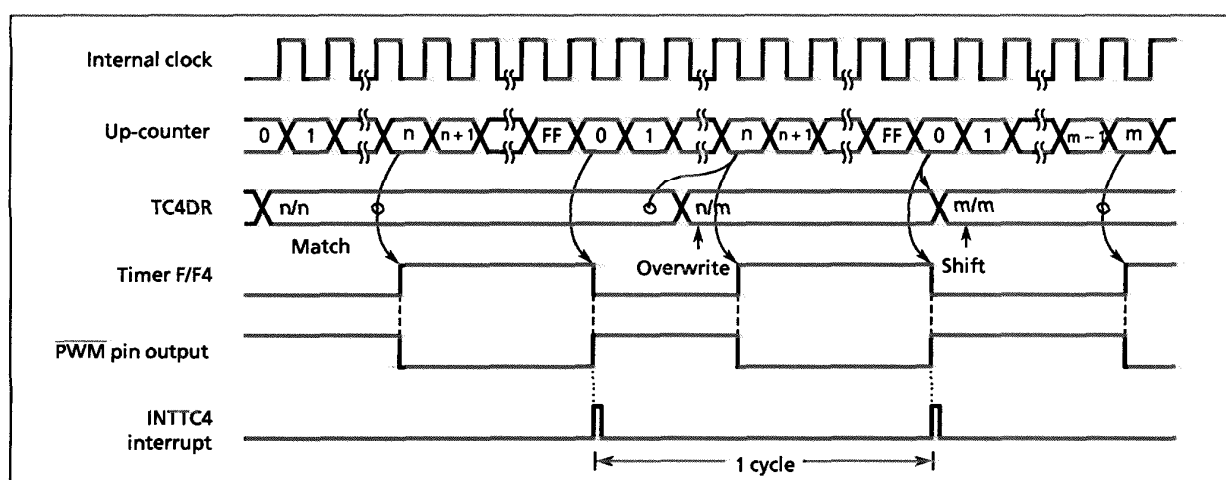 Internal clock
Up-counter 0 1 n n+1 FF 0 1 n n+1 FF 0 1 m-1 m
TC4DR n/n n/m m/m
Match Overwrite Shift
Timer F/F4
PWM pin output
INTTC4
interrupt
1 cycle